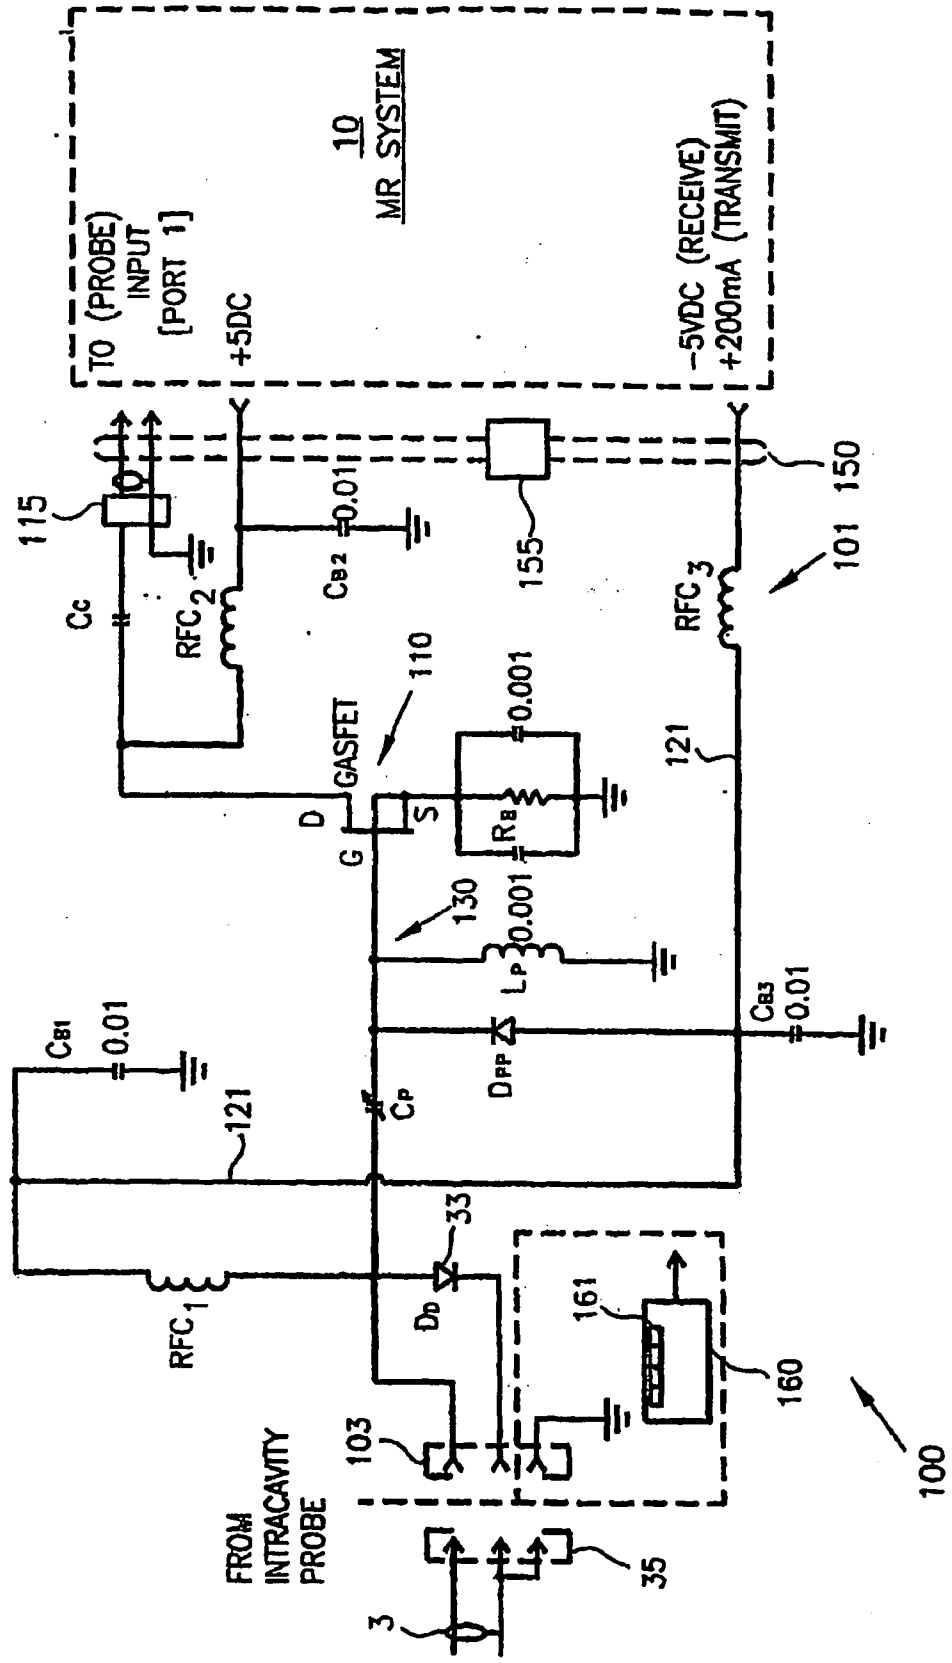 10
MR SYSTEM
TO (PROBE)
INPUT
[PORT 1]
+5DC
-5VDC (RECEIVE)
+200mA (TRANSMIT)
115
CC
RFC2
CB2
0.01
155
150
101
RFC3
121
110
GASFET
D
G
S
0.001
RB
0.001
130
LP
DPP
CB3
0.01
CP
CB1
0.01
121
RFC1
33
DD
161
160
103
FROM
INTRACAVITY
PROBE
3
35
100